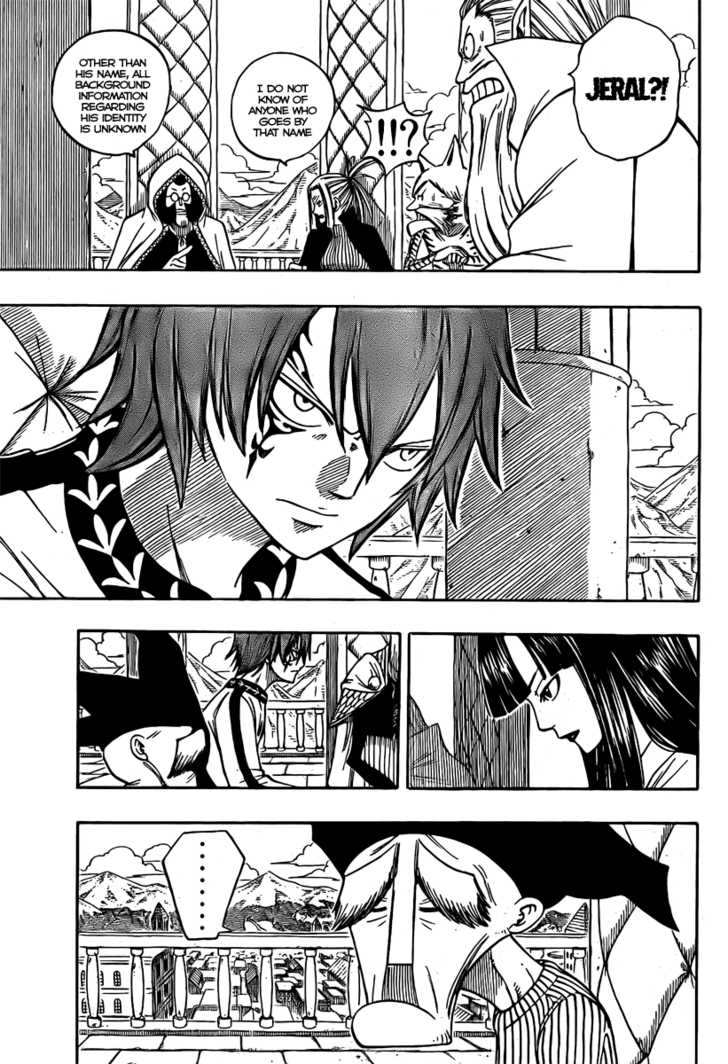 JERAL?!
!!?
I DO NOT
KNOW OF
ANYONE WHO
GOES BY
THAT NAME
OTHER THAN
HIS NAME, ALL
BACKGROUND
INFORMATION
REGARDING
HIS IDENTITY
IS UNKNOWN
........